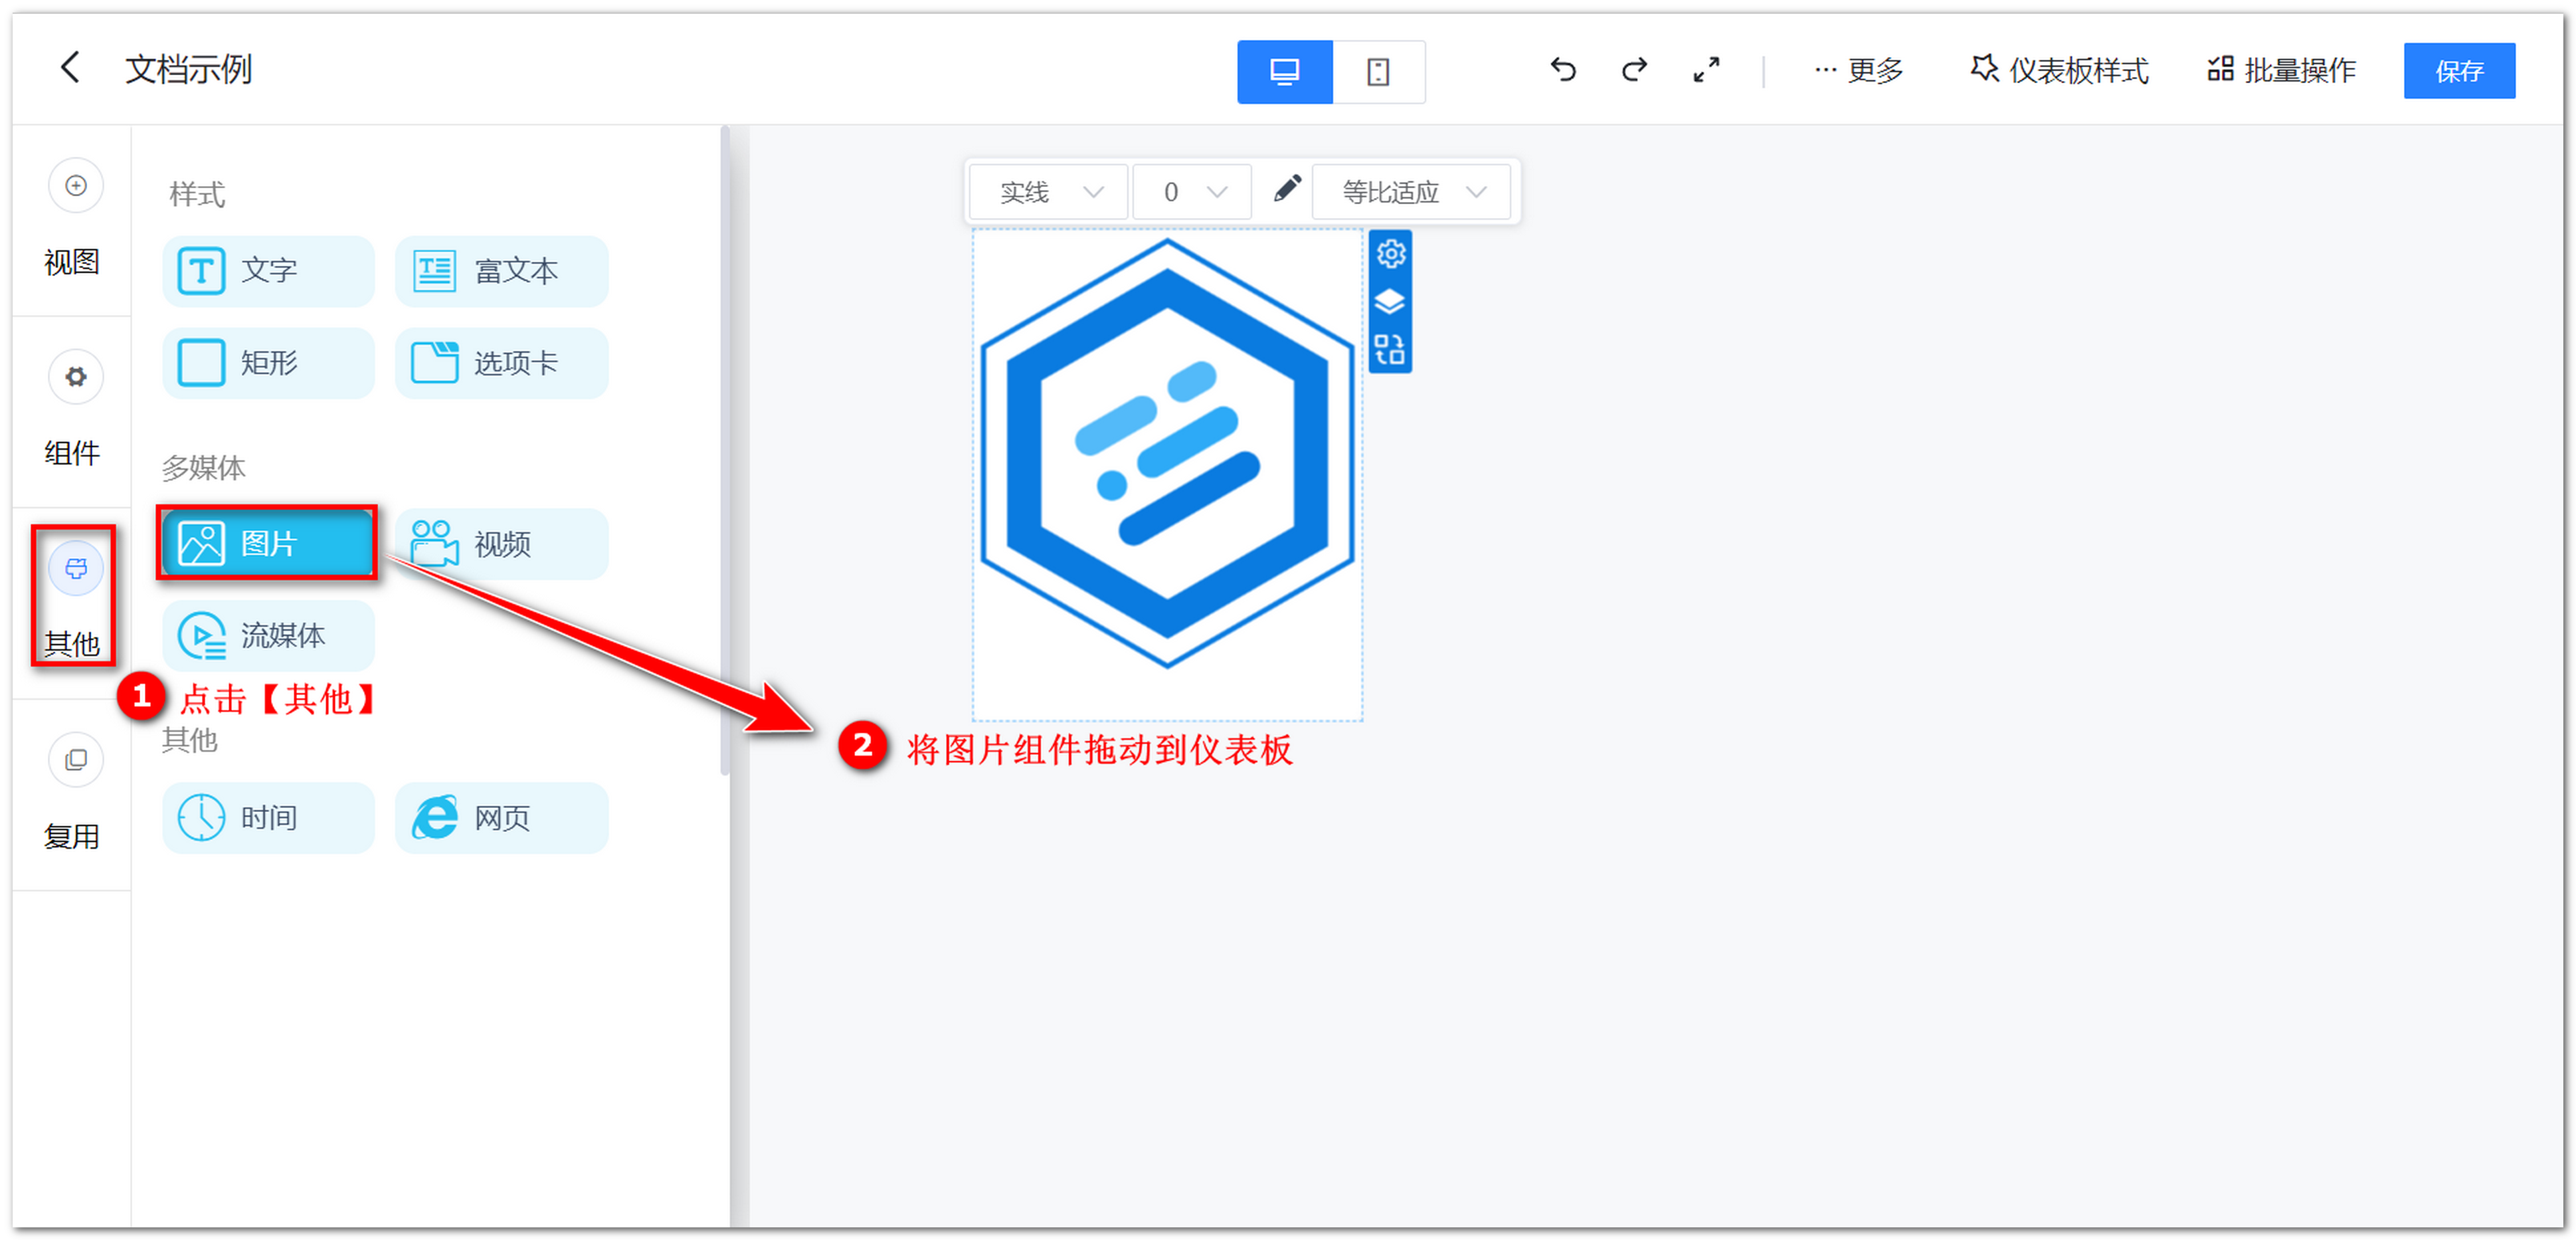 文档示例
... 更多
仪表板样式
批量操作
保存
视图
组件
其他
复用
样式
T 文字
T 富文本
矩形
选项卡
多媒体
图片
视频
流媒体
1 点击【其他】
其他
时间
网页
实线
0
等比适应
2 将图片组件拖动到仪表板